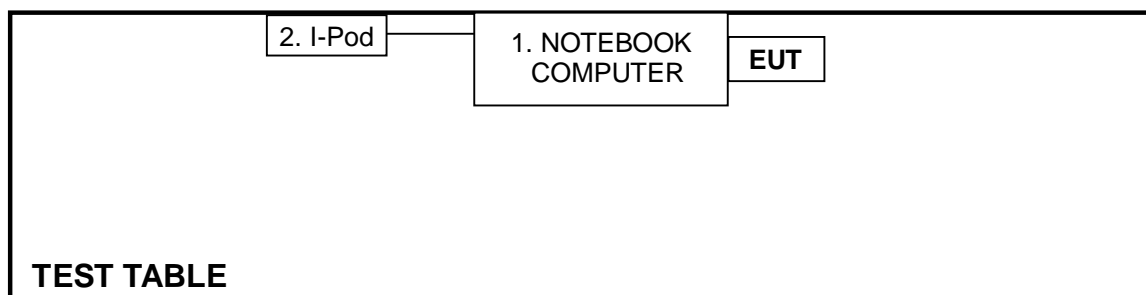 2. I-Pod
1. NOTEBOOK
COMPUTER
EUT
TEST TABLE